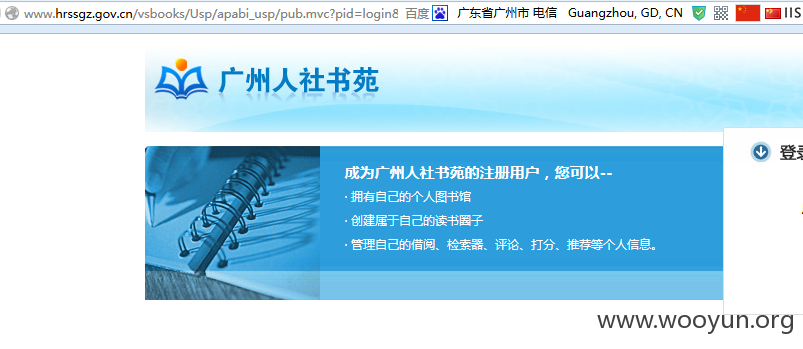 www.hrssgz.gov.cn/vsbooks/Usp/apabi_usp/pub.mvc?pid=login& 百度 广东省广州市 电信 Guangzhou, GD, CN IIS
广州人社书苑
登录
成为广州人社书苑的注册用户，您可以--
· 拥有自己的个人图书馆
· 创建属于自己的读书圈子
· 管理自己的借阅、检索器、评论、打分、推荐等个人信息。
www.wooyun.org